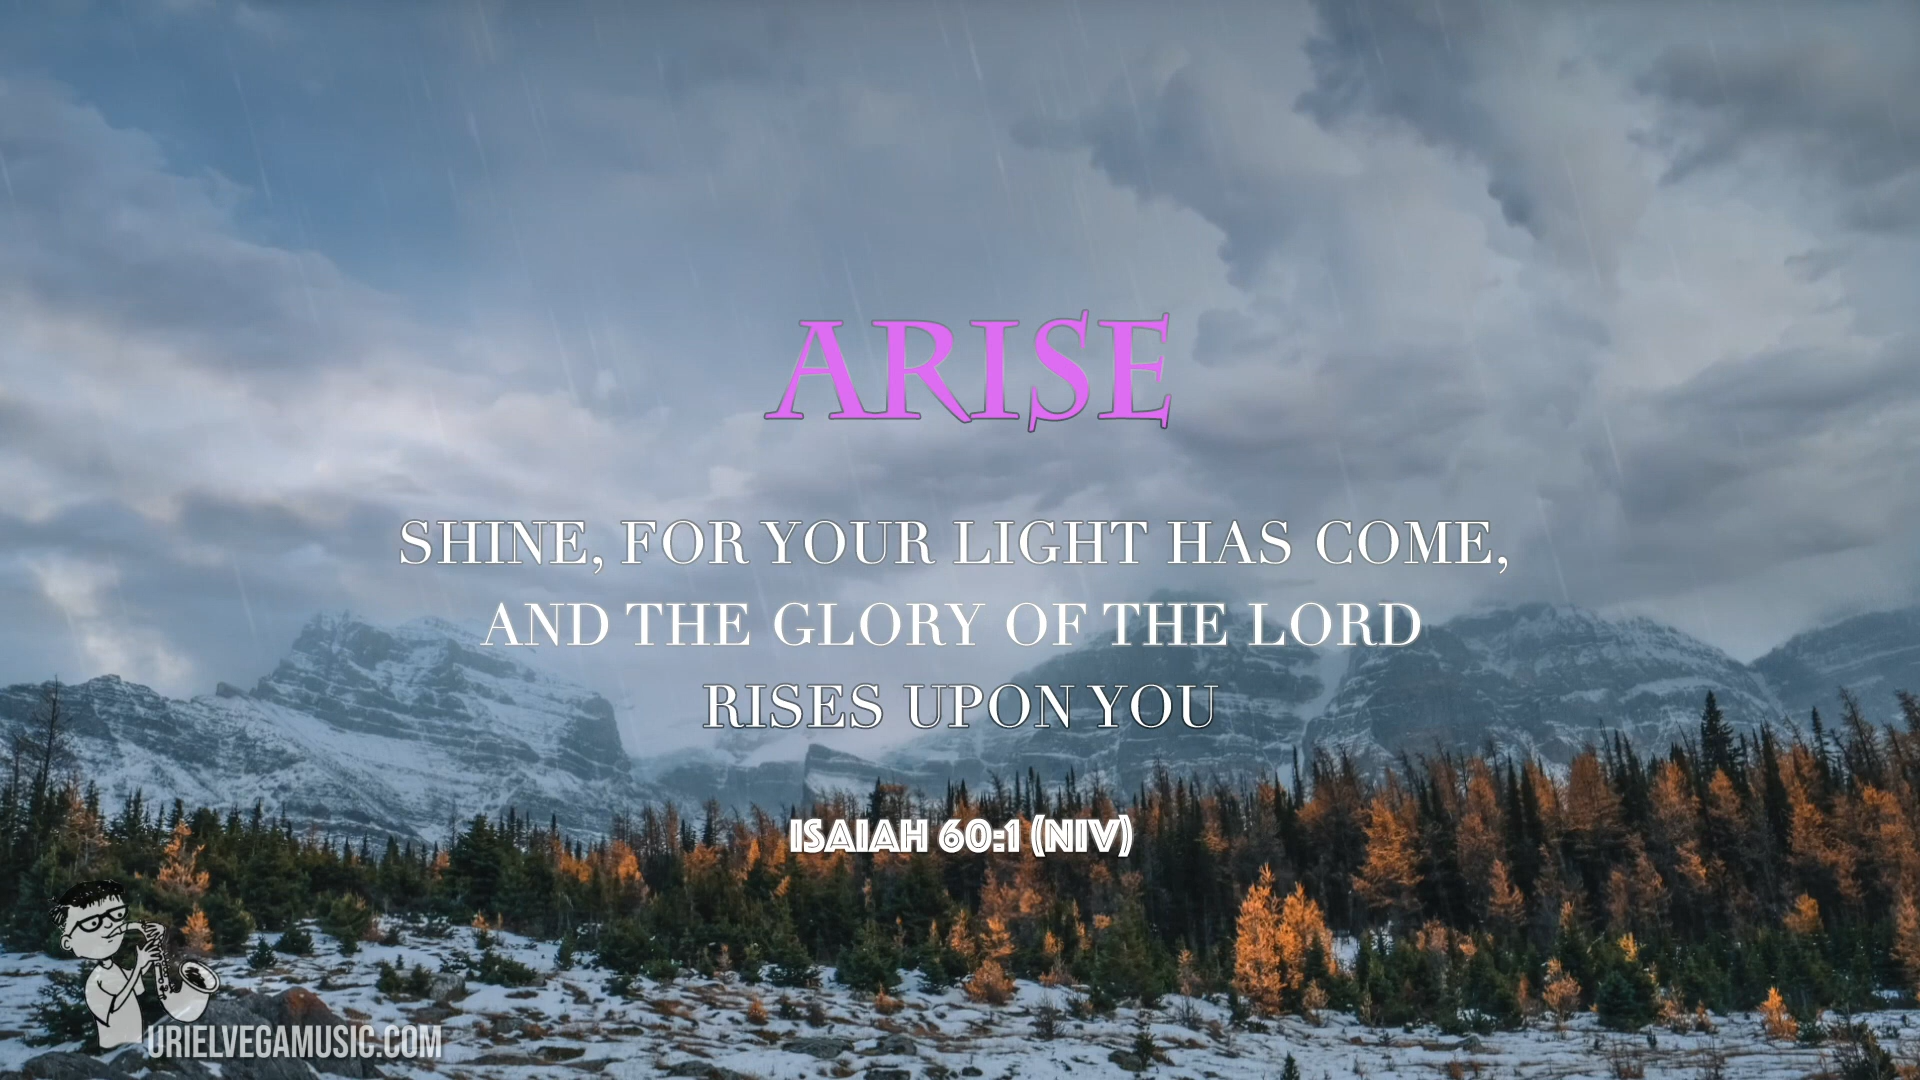 ARISE
SHINE, FOR YOUR LIGHT HAS COME,
AND THE GLORY OF THE LORD
RISES UPON YOU
ISAIAH 60:1 (NIV)
URIELVEGAMUSIC.COM